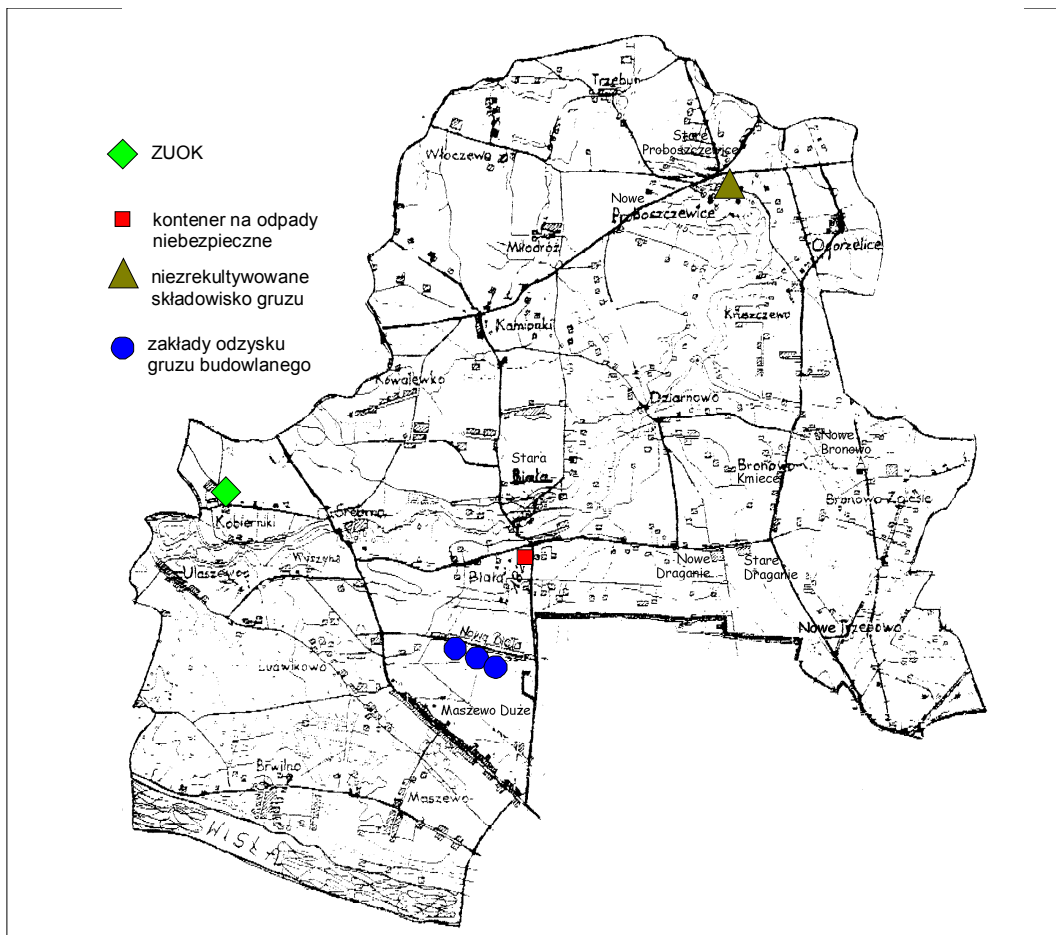 ZUOK
kontener na odpady
niebezpieczne
niezrekultywowane
składowisko gruzu
zakłady odzysku
gruzu budowlanego
Trzebuń
Stare
Proboszczewice
Włoczewo
Nowe
Proboszczewice
Miłodróż
Ogorzelice
Kamionki
Kruszczewo
Kowalewko
Dziarnowo
Stara
Biała
Nowe
Bronowo
Bronowo
Kmiece
Bronowo Zalesie
Kobierniki
Srebrna
Wyszyna
Ulaszewo
Biała
Nowe
Draganie
Stare
Draganie
Nowa Biała
Nowe Trzepowo
Ludwikowo
Maszewo Duże
Brwilno
Maszewo
WISŁA